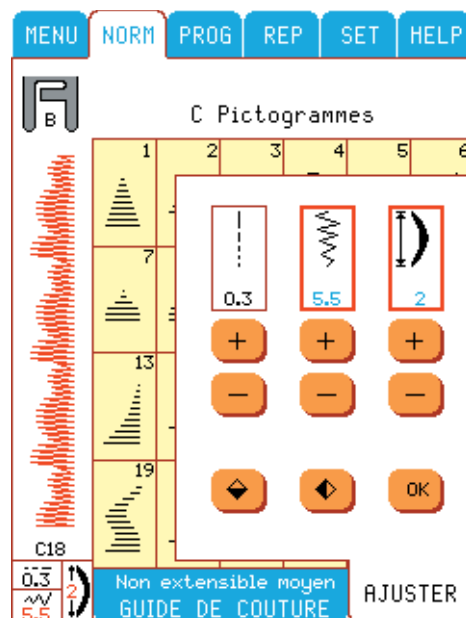 MENU NORM PROG REP SET HELP
B
C Pictogrammes
1 2 3 4 5 6
7
13
19
0.3 5.5 2
+ + +
− − −
OK
C18
0.3 2
5.5
Non extensible moyen
GUIDE DE COUTURE
AJUSTER